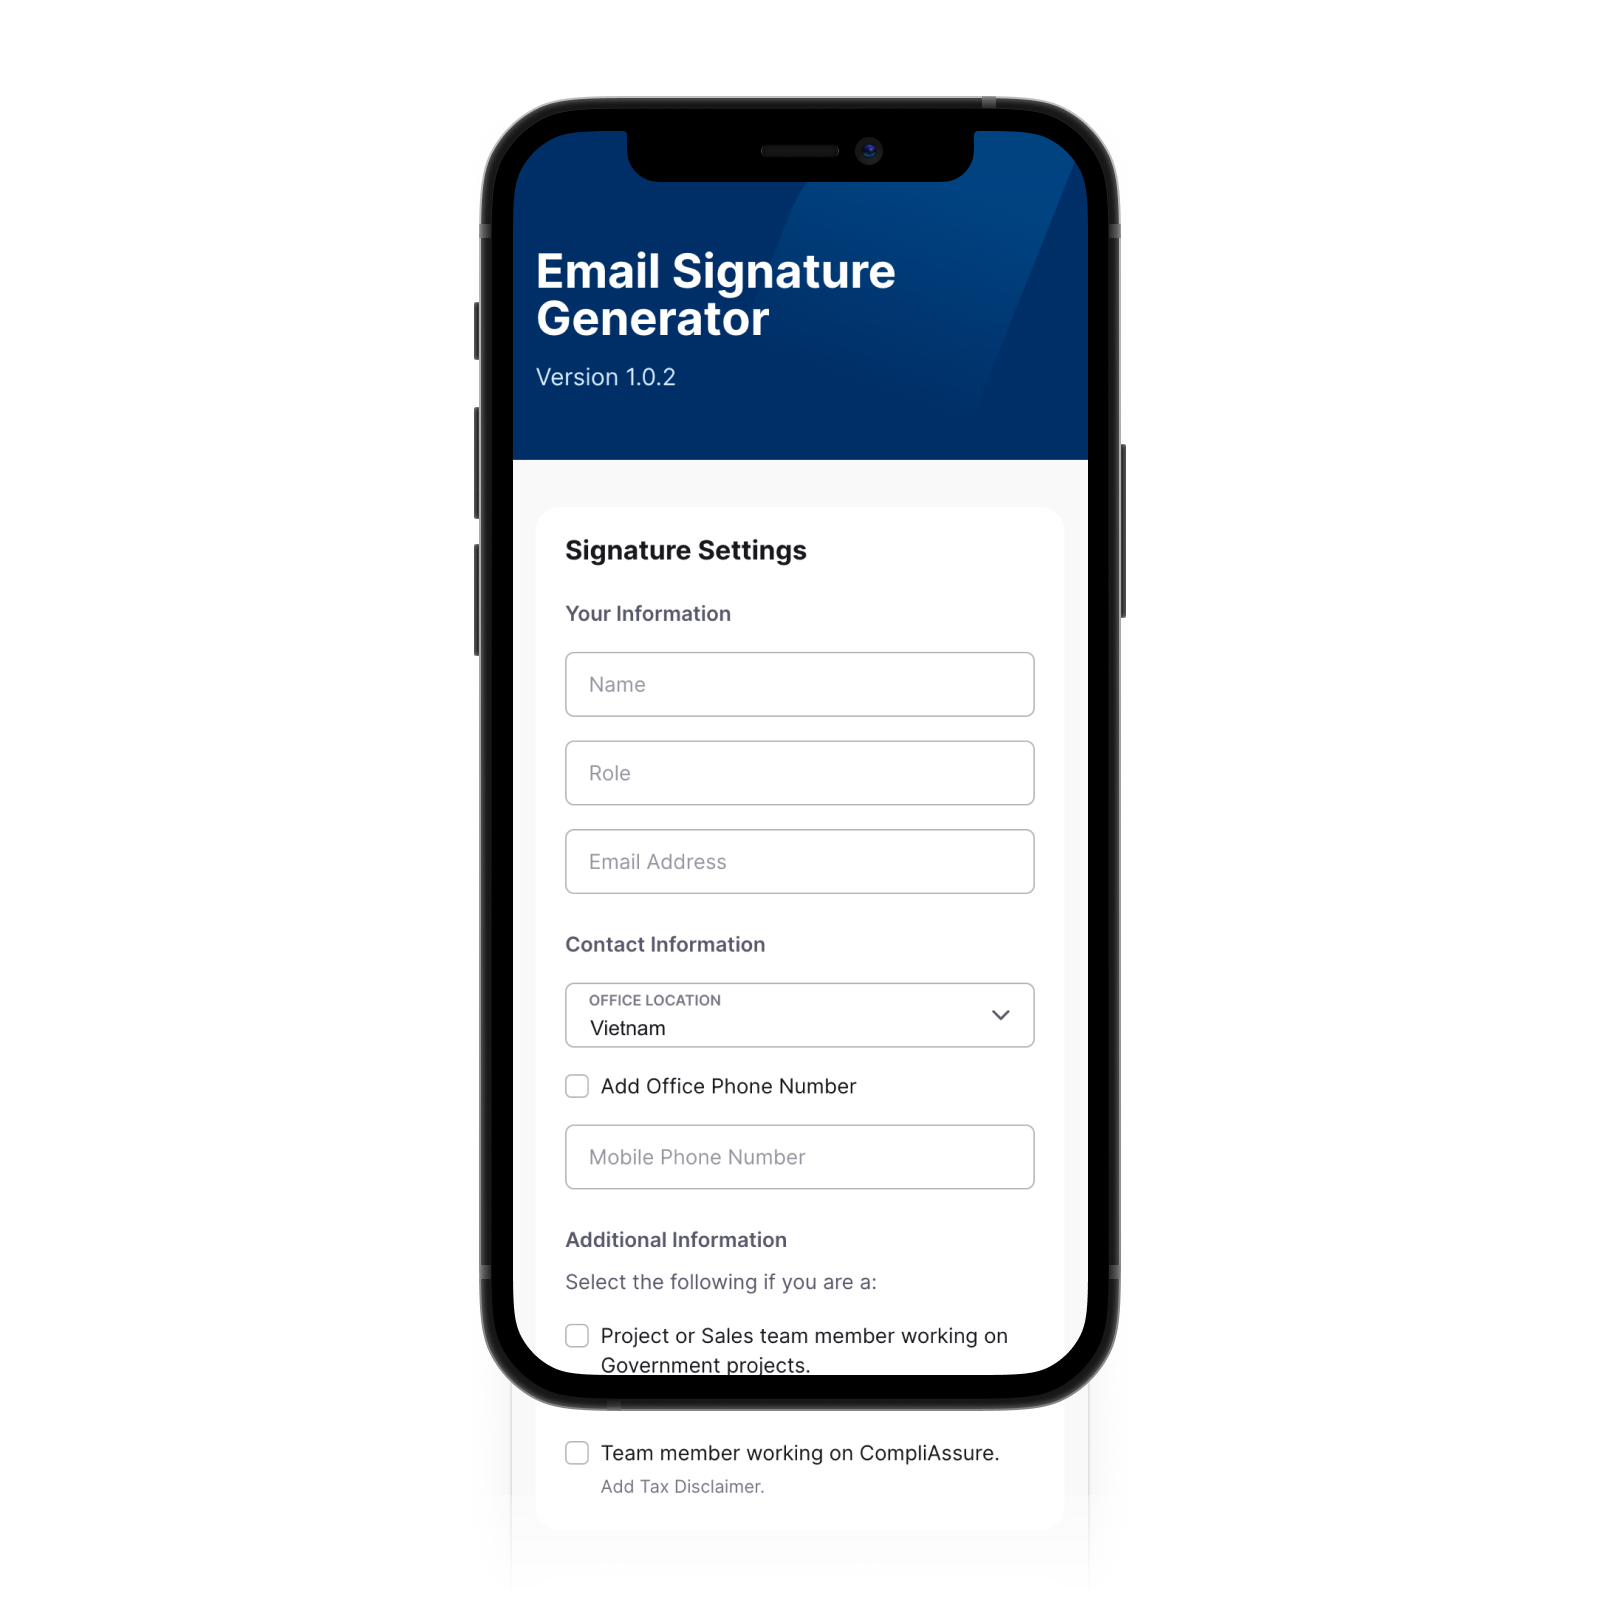 Email Signature
Generator
Version 1.0.2
Signature Settings
Your Information
Name
Role
Email Address
Contact Information
OFFICE LOCATION
Vietnam
Add Office Phone Number
Mobile Phone Number
Additional Information
Select the following if you are a:
Project or Sales team member working on
Government projects.
Team member working on CompliAssure.
Add Tax Disclaimer.